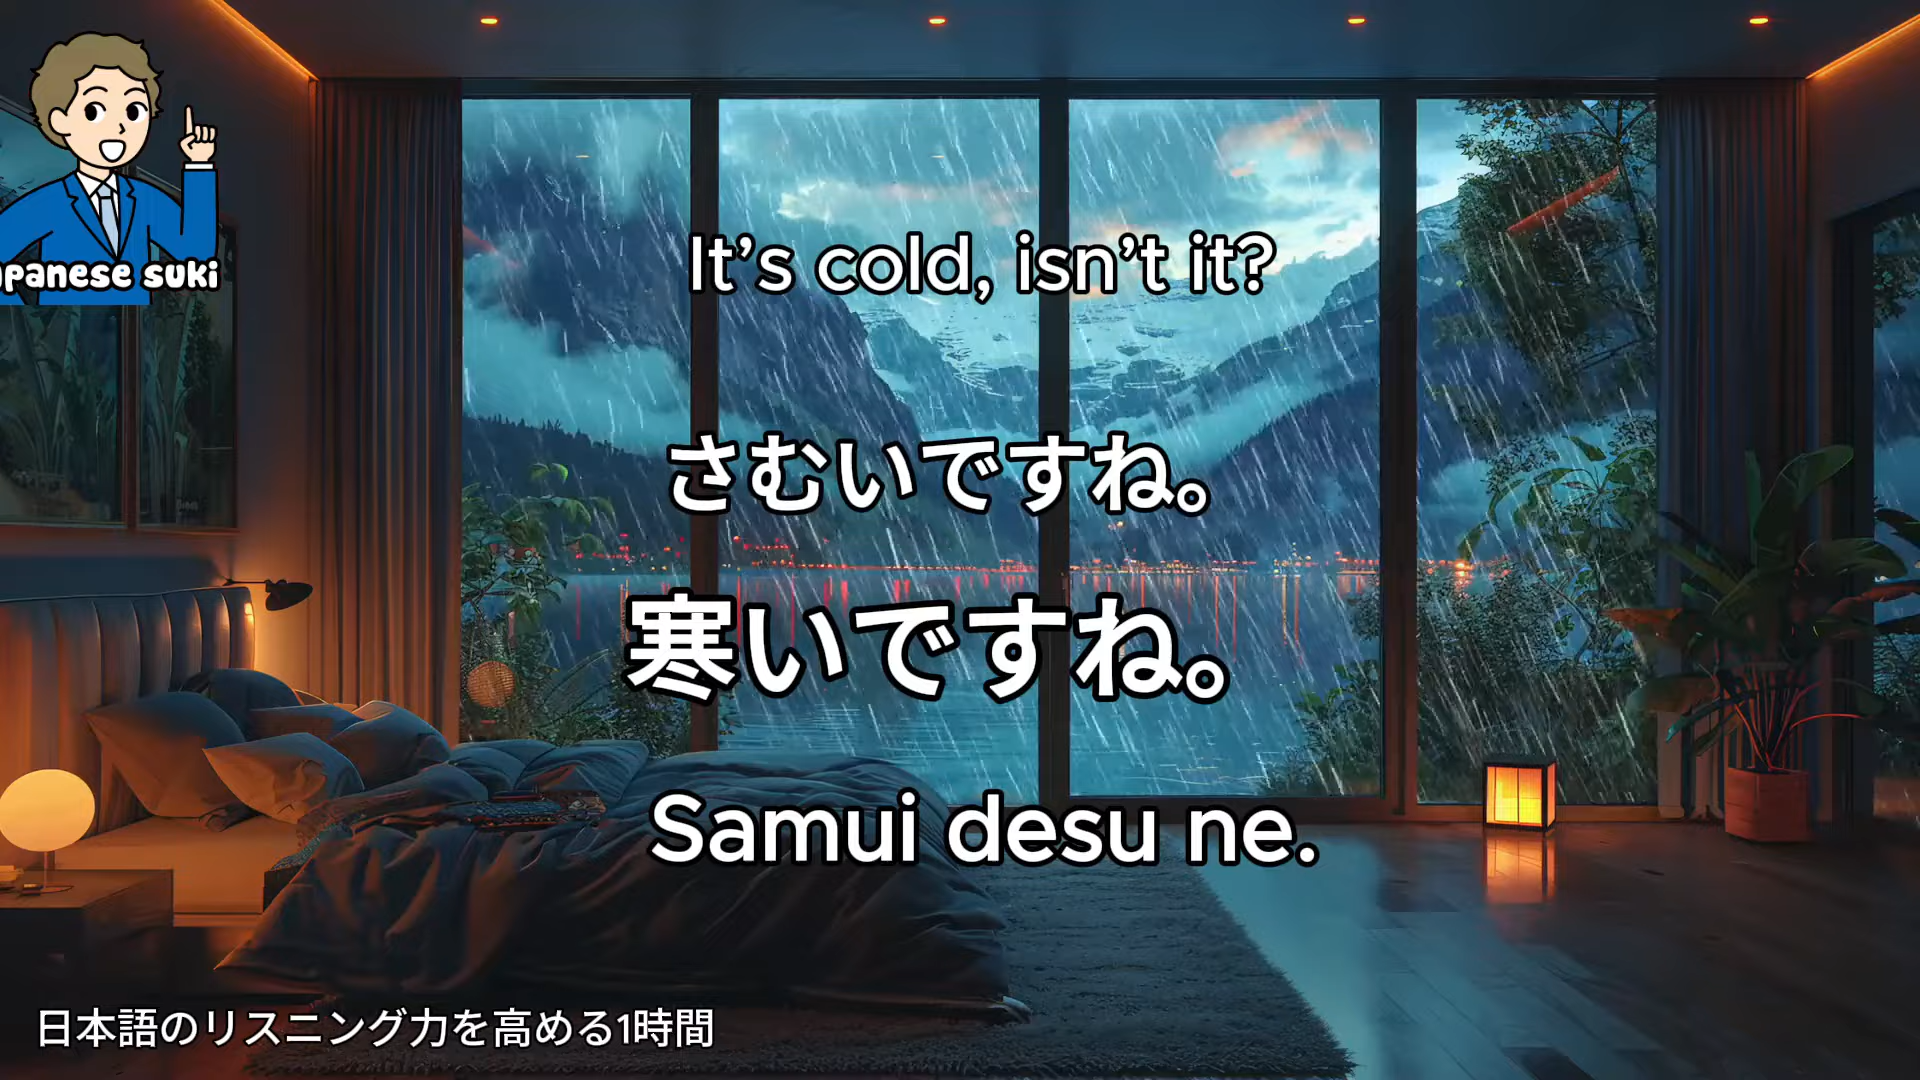 Japanese suki
It's cold, isn't it?
さむいですね。
寒いですね。
Samui desu ne.
日本語のリスニング力を高める1時間